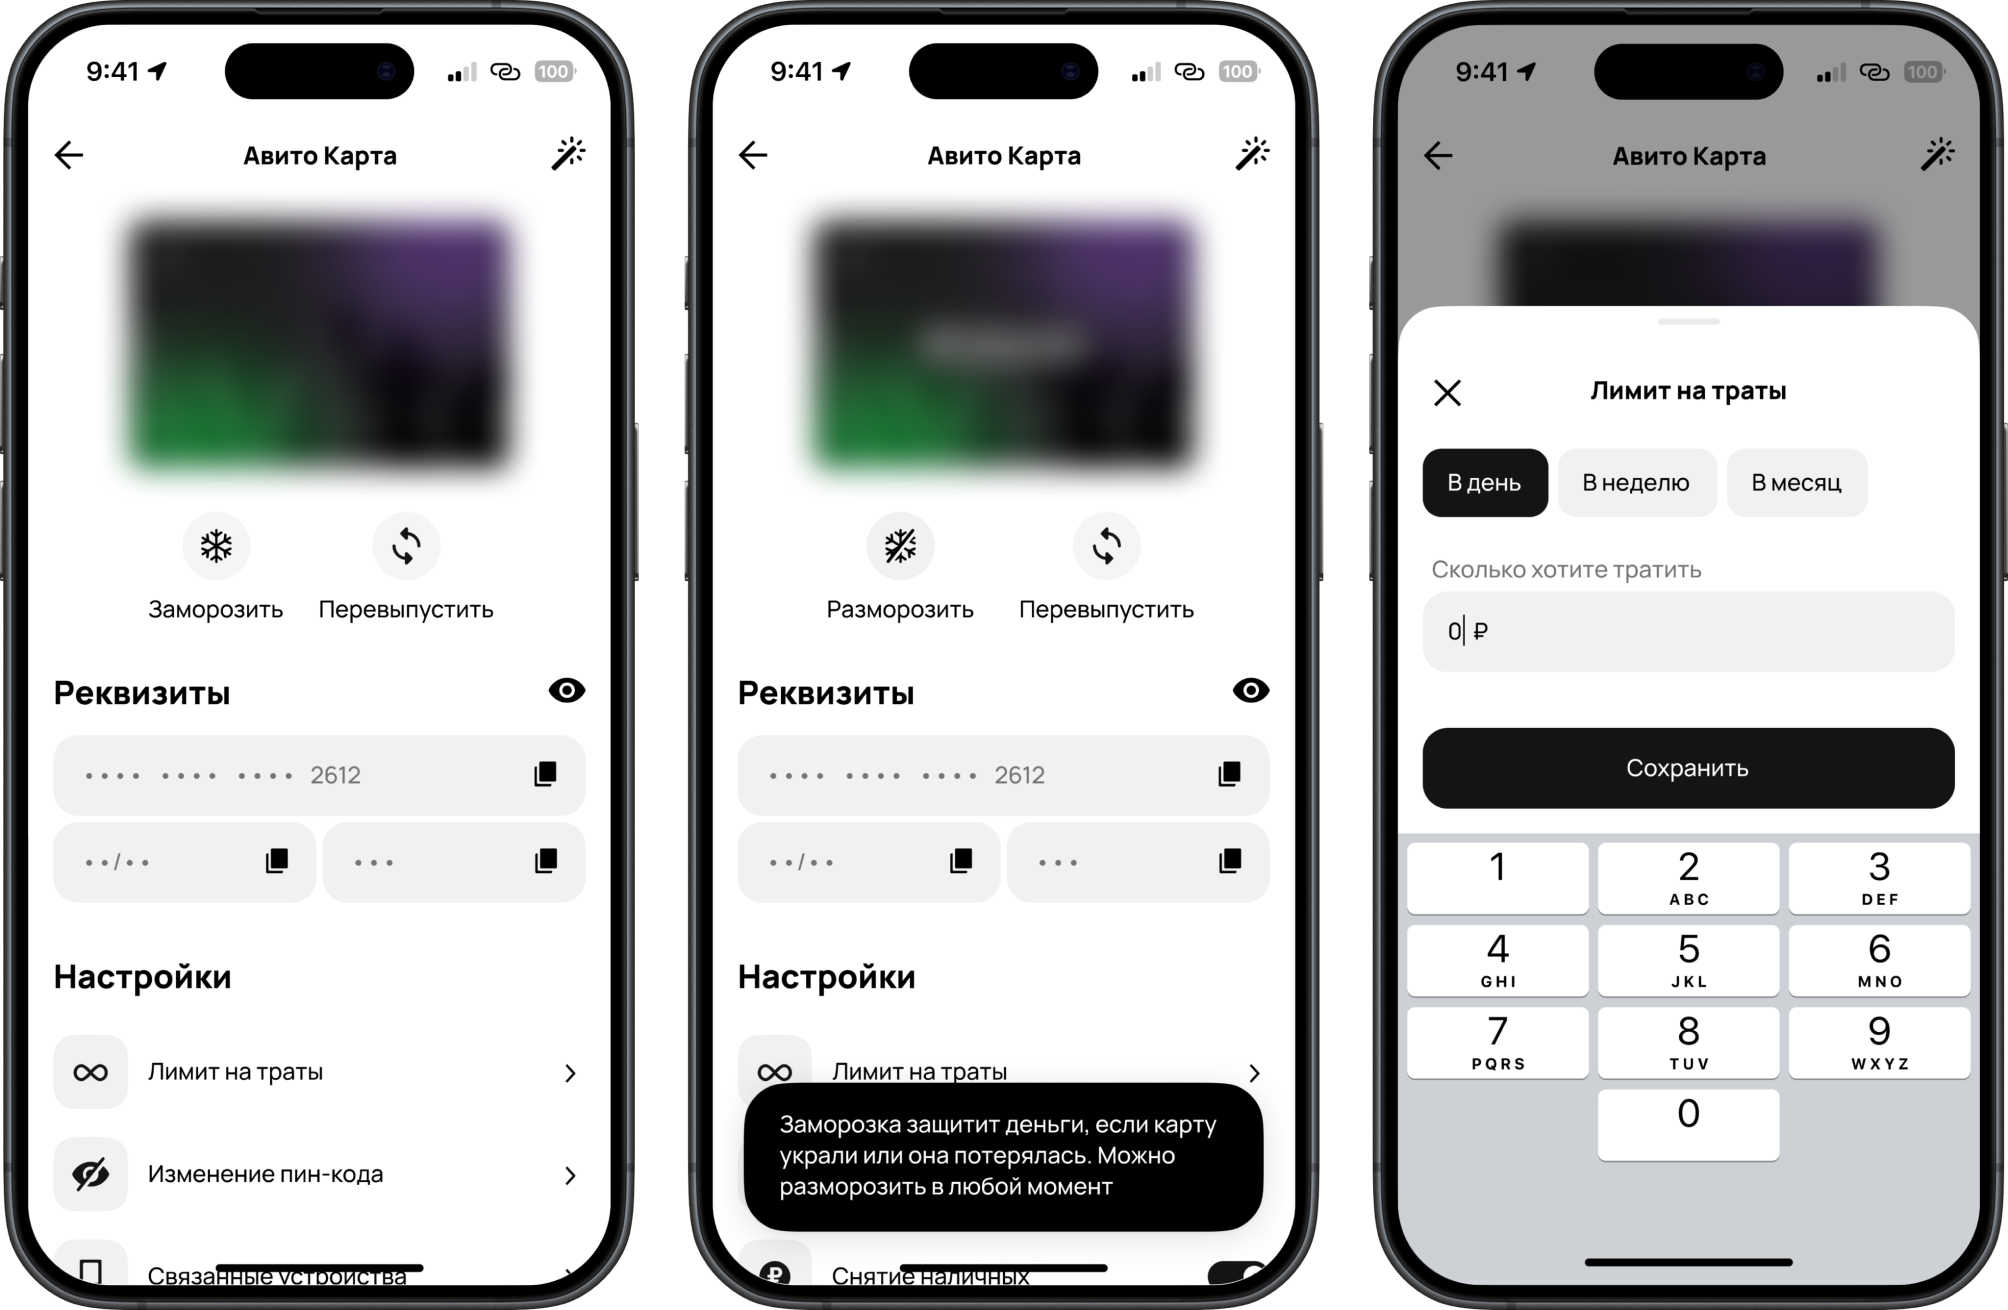 9:41
100
Авито Карта
Заморозить
Перевыпустить
Реквизиты
•••• •••• •••• 2612
••/••
•••
Настройки
Лимит на траты
Изменение пин-кода
Связанные устройства
9:41
100
Авито Карта
Разморозить
Перевыпустить
Реквизиты
•••• •••• •••• 2612
••/••
•••
Настройки
Лимит на траты
Заморозка защитит деньги, если карту
украли или она потерялась. Можно
разморозить в любой момент
Снятие наличных
9:41
100
Авито Карта
Лимит на траты
В день
В неделю
В месяц
Сколько хотите тратить
0 ₽
Сохранить
1
2
ABC
3
DEF
4
GHI
5
JKL
6
MNO
7
PQRS
8
TUV
9
WXYZ
0